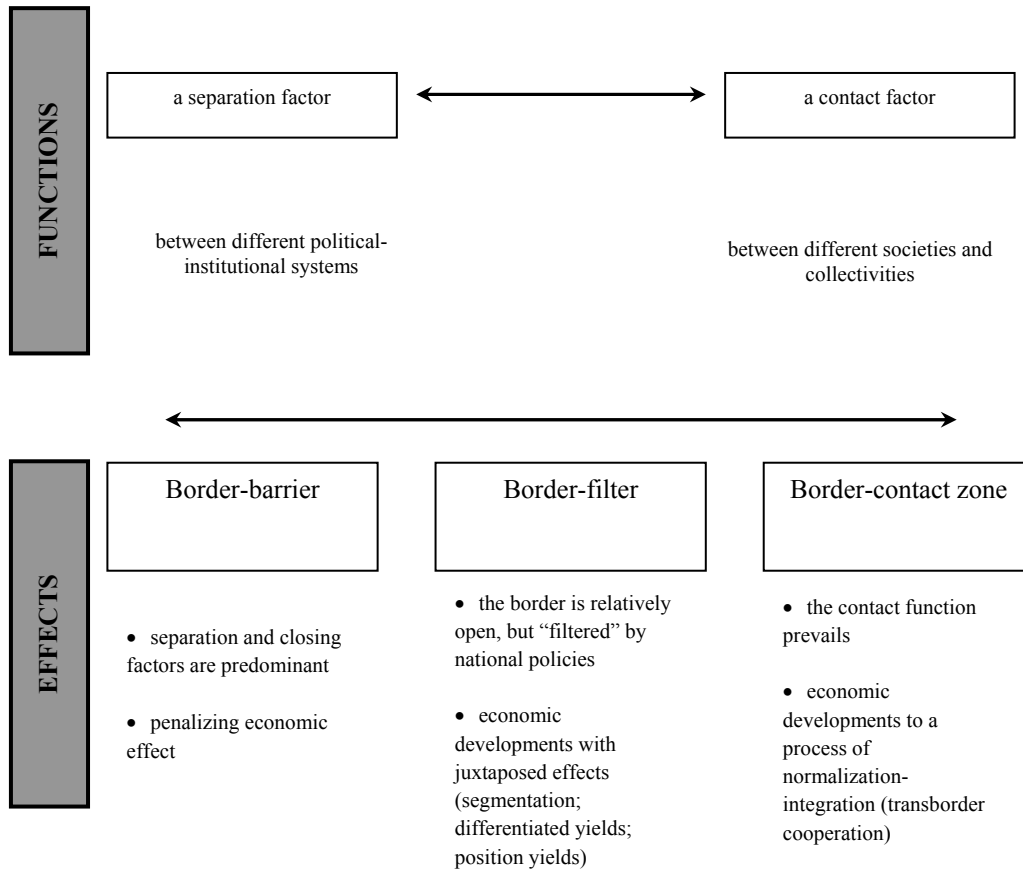 FUNCTIONS
a separation factor
a contact factor
between different political-
institutional systems
between different societies and
collectivities
EFFECTS
Border-barrier
• separation and closing
factors are predominant
• penalizing economic
effect
Border-filter
• the border is relatively
open, but “filtered” by
national policies
• economic
developments with
juxtaposed effects
(segmentation;
differentiated yields;
position yields)
Border-contact zone
• the contact function
prevails
• economic
developments to a
process of
normalization-
integration (transborder
cooperation)